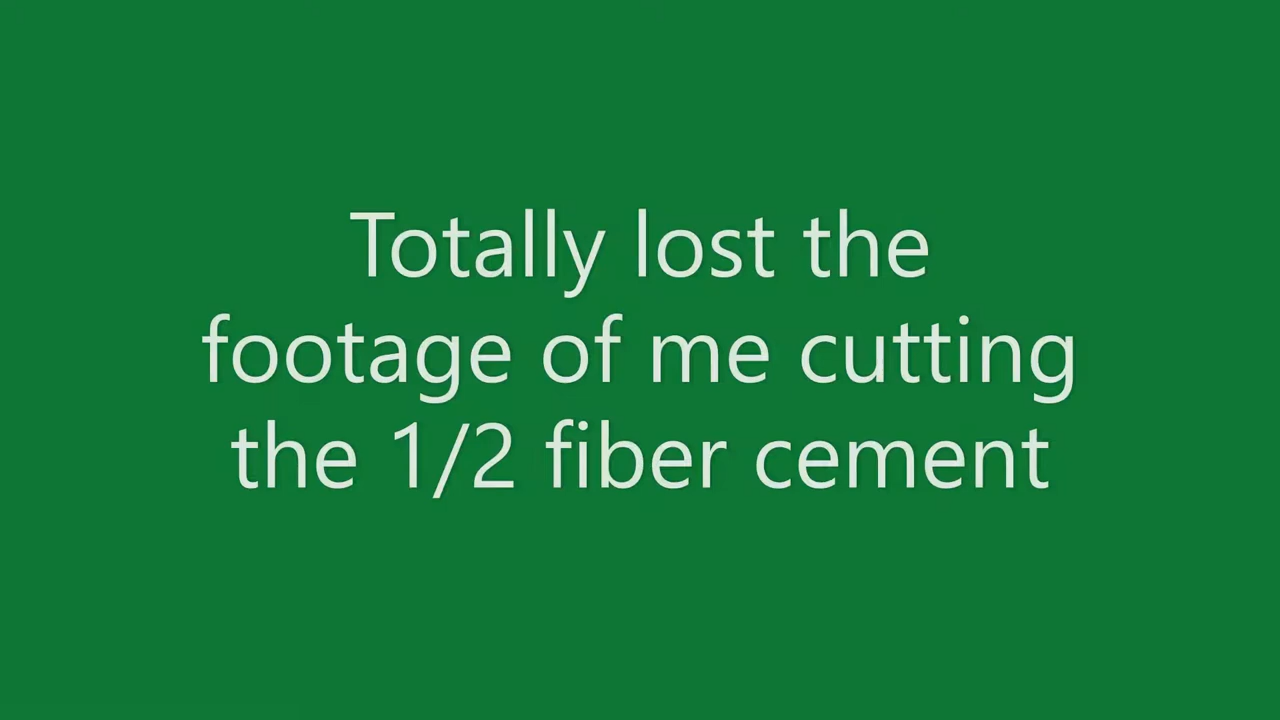 Totally lost the
footage of me cutting
the 1/2 fiber cement